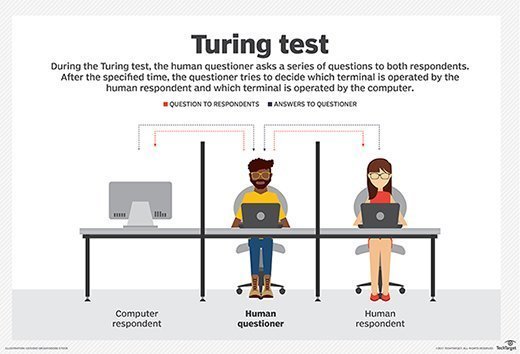 Turing test
During the Turing test, the human questioner asks a series of questions to both respondents.
After the specified time, the questioner tries to decide which terminal is operated by the
human respondent and which terminal is operated by the computer.
QUESTION TO RESPONDENTS ANSWERS TO QUESTIONER
Computer
respondent
Human
questioner
Human
respondent
TechTarget